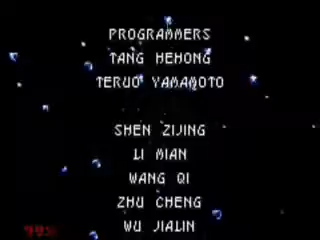 PROGRAMMERS
TANG HEHONG
TERUO YAMAMOTO
SHEN ZIJING
LI MIAN
WANG QI
ZHU CHENG
WU JIALIN